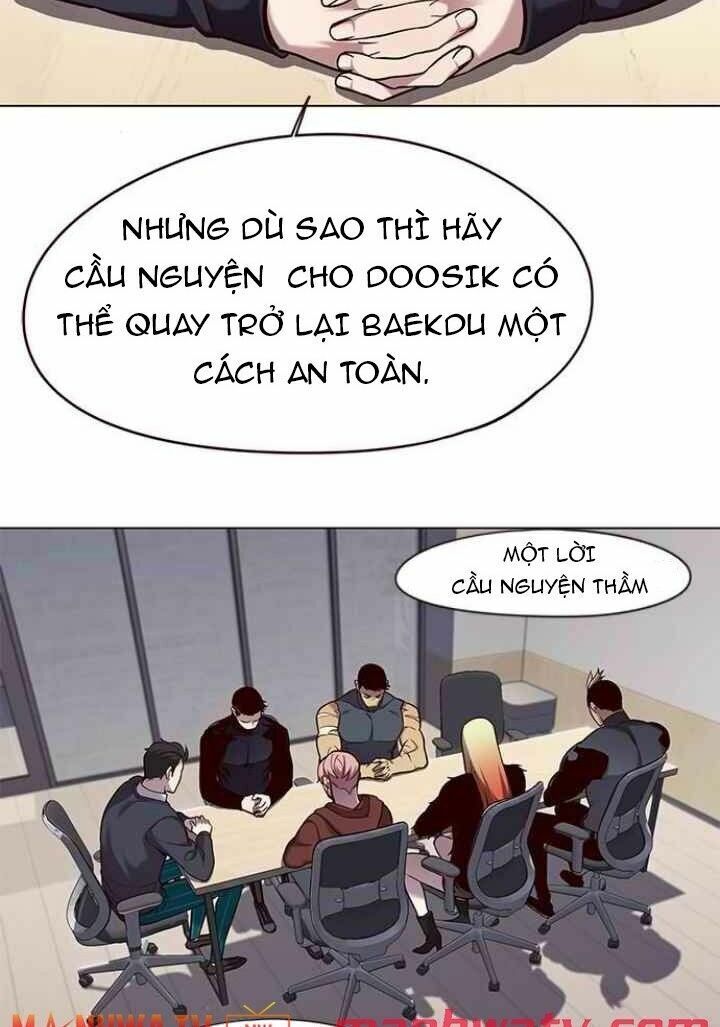 NHƯNG DÙ SAO THÌ HÃY
CẦU NGUYỆN CHO DOOSIK CÓ
THỂ QUAY TRỞ LẠI BAEKDU MỘT
CÁCH AN TOÀN.
MỘT LỜI
CẦU NGUYỆN THẦM